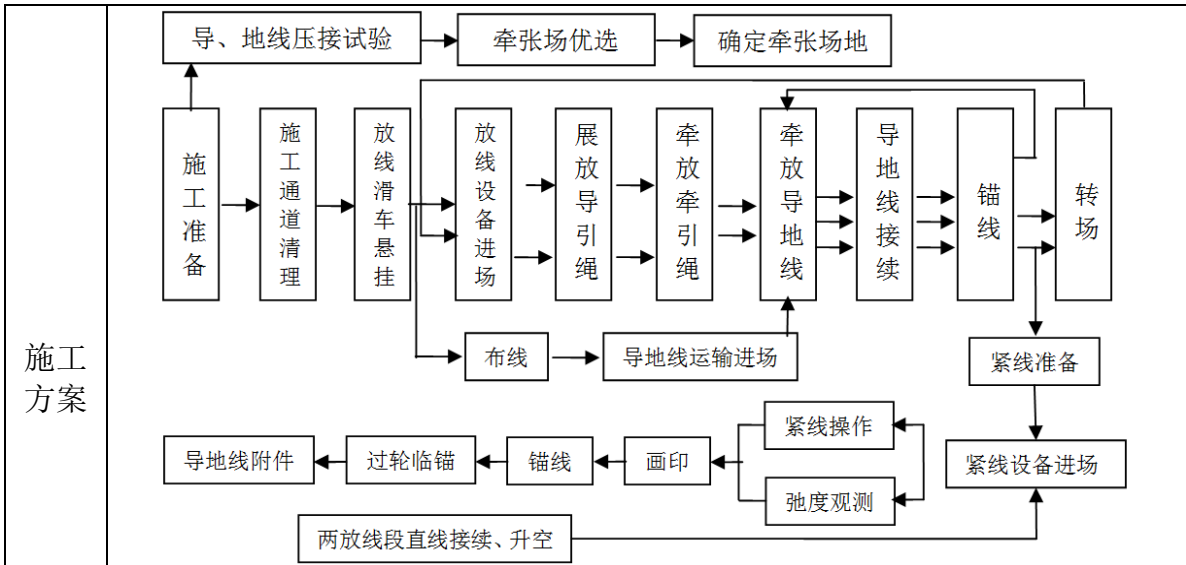 导、地线压接试验
牵张场优选
确定牵张场地
施工准备
施工通道清理
放线滑车悬挂
放线设备进场
展放导引绳
牵放牵引绳
牵放导地线
导地线接续
锚线
转场
布线
导地线运输进场
紧线准备
施工
方案
导地线附件
过轮临锚
锚线
画印
紧线操作
弛度观测
紧线设备进场
两放线段直线接续、升空